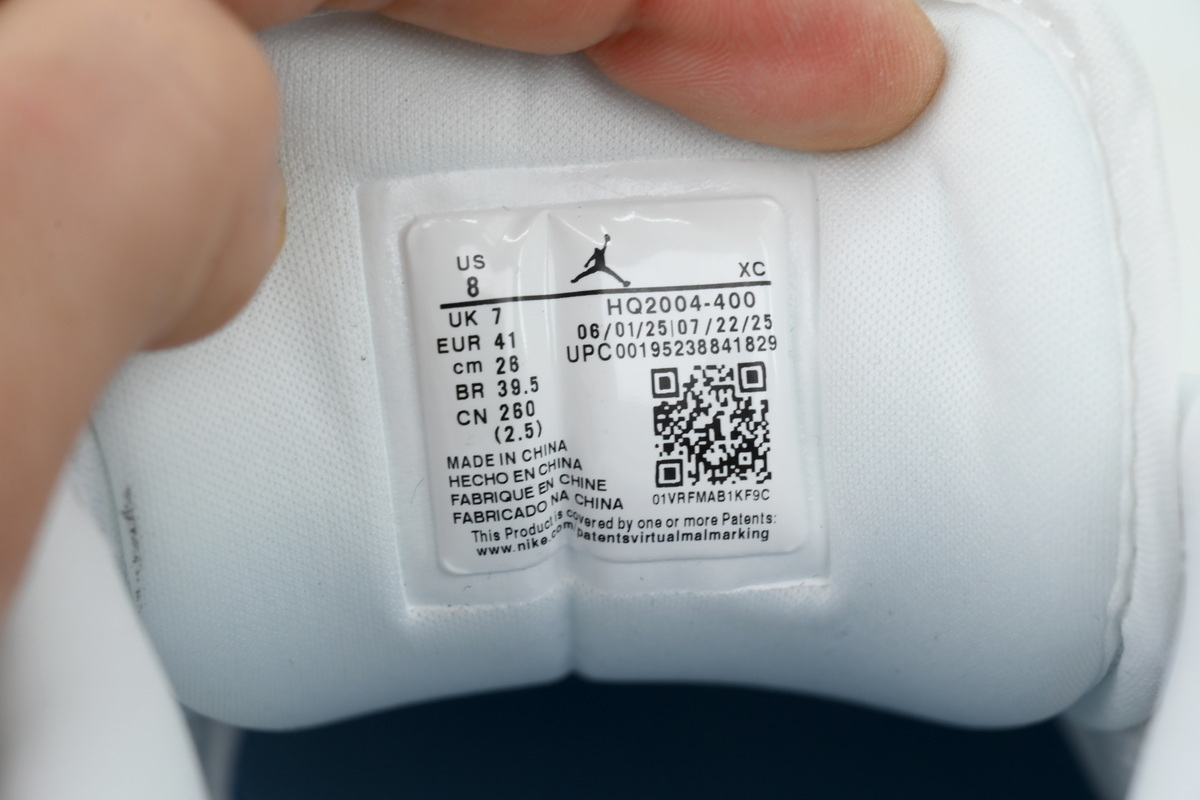 US
8
XC
UK 7
EUR 41
cm 26
BR 39.5
CN 260
(2.5)
HQ2004-400
06/01/25|07/22/25
UPC00195238841829
01VRFMAB1KF9C
MADE IN CHINA
HECHO EN CHINA
FABRIQUE EN CHINE
FABRICADO NA CHINA
This Product is covered by one or more Patents:
www.nike.com/patentsvirtualmalmarking